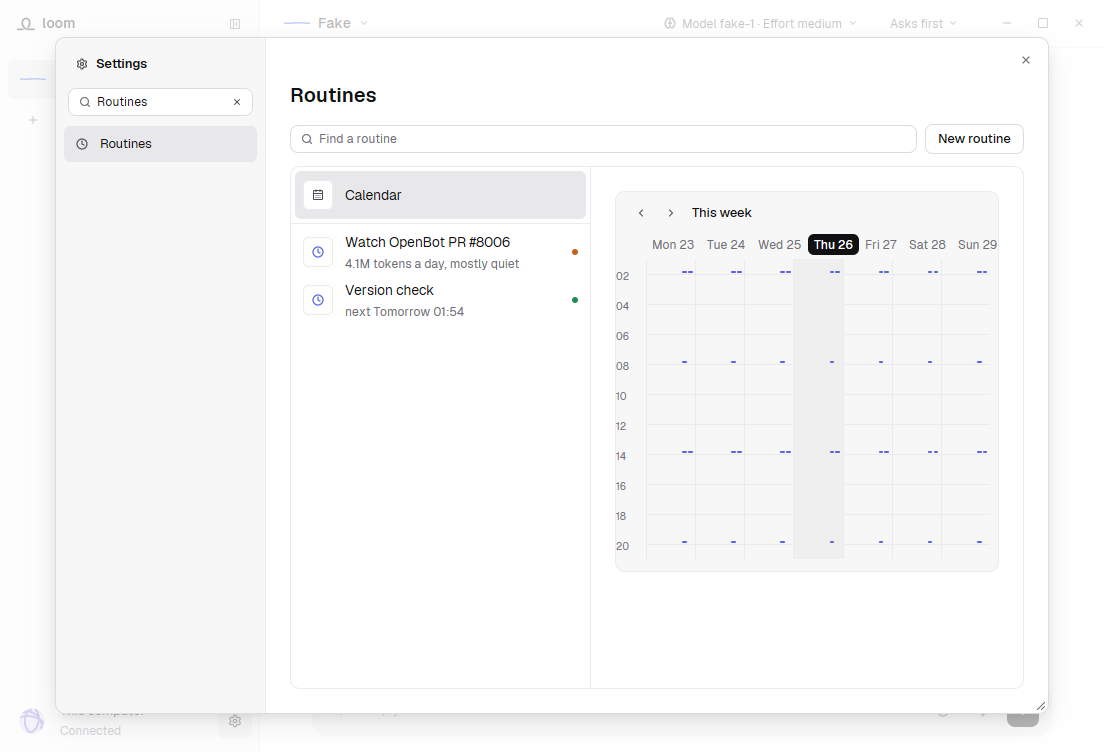 loom
Fake
Model fake-1 · Effort medium
Asks first
Settings
Routines
Routines
Routines
Find a routine
New routine
Calendar
Watch OpenBot PR #8006
4.1M tokens a day, mostly quiet
Version check
next Tomorrow 01:54
This week
Mon 23 Tue 24 Wed 25 Thu 26 Fri 27 Sat 28 Sun 29
02
04
06
08
10
12
14
16
18
20
Connected